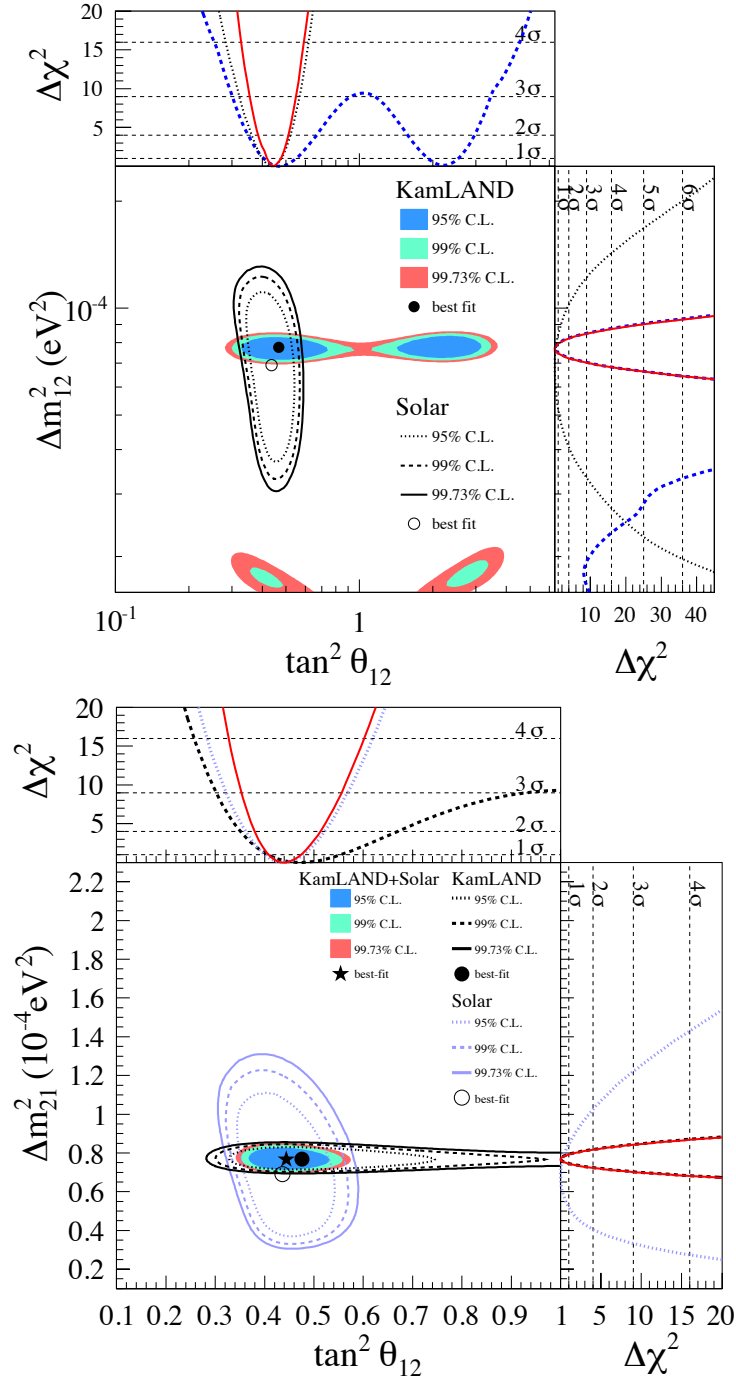 20
15
10
5
Δχ²
4σ
3σ
2σ
1σ
KamLAND
95% C.L.
99% C.L.
99.73% C.L.
best fit
Solar
95% C.L.
99% C.L.
99.73% C.L.
best fit
1σ 2σ 3σ 4σ 5σ 6σ
10⁻⁴
Δm²₁₂ (eV²)
10⁻¹ 1
tan² θ₁₂
10 20 30 40
Δχ²
20
15
10
5
Δχ²
4σ
3σ
2σ
1σ
KamLAND+Solar
95% C.L.
99% C.L.
99.73% C.L.
best-fit
KamLAND
95% C.L.
99% C.L.
99.73% C.L.
best-fit
Solar
95% C.L.
99% C.L.
99.73% C.L.
best-fit
1σ 2σ 3σ 4σ
2.2
2
1.8
1.6
1.4
1.2
1
0.8
0.6
0.4
0.2
Δm²₂₁ (10⁻⁴eV²)
0.1 0.2 0.3 0.4 0.5 0.6 0.7 0.8 0.9 1
tan² θ₁₂
5 10 15 20
Δχ²